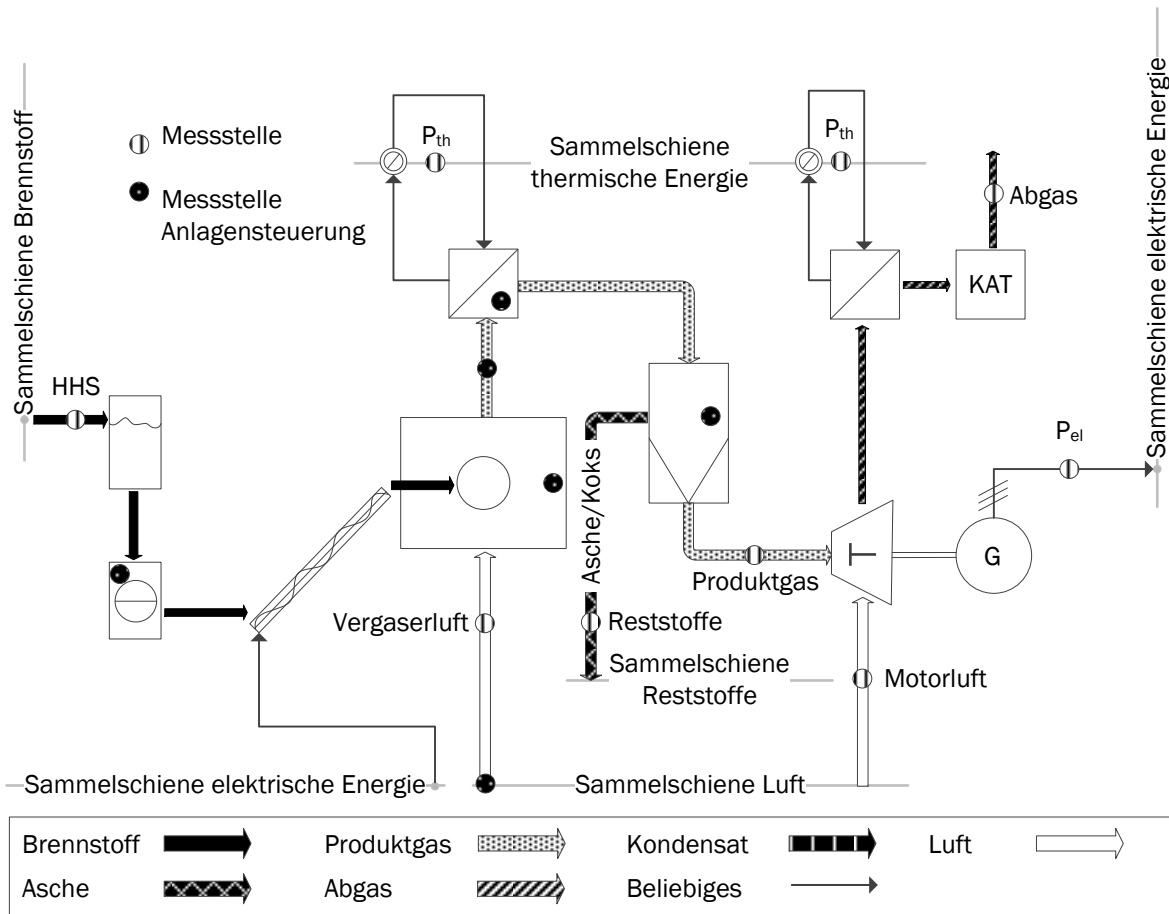 Sammelschiene Brennstoff
Messstelle
Messstelle
Anlagensteuerung
P_th
Sammelschiene
thermische Energie
P_th
Abgas
KAT
Sammelschiene elektrische Energie
HHS
P_el
G
Asche/Koks
Produktgas
Vergaserluft
Reststoffe
Sammelschiene
Reststoffe
Motorluft
Sammelschiene elektrische Energie
Sammelschiene Luft
Brennstoff
Produktgas
Kondensat
Luft
Asche
Abgas
Beliebiges